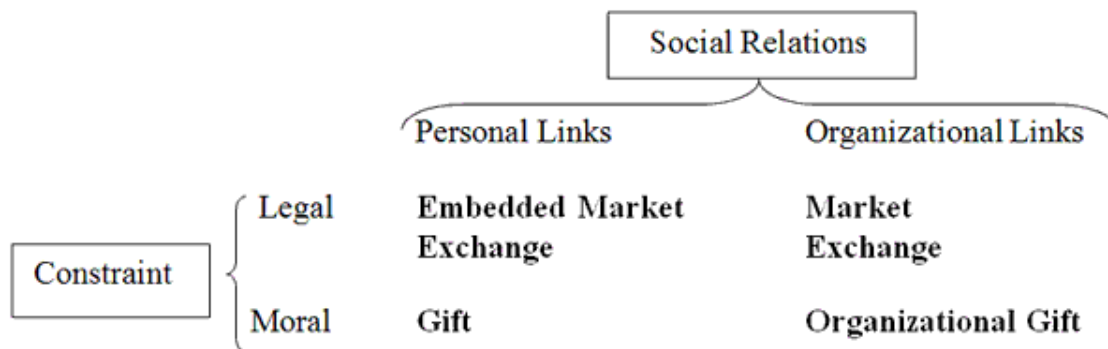 Social Relations
Personal Links Organizational Links
Legal Embedded Market Market
Exchange Exchange
Constraint
Moral Gift Organizational Gift